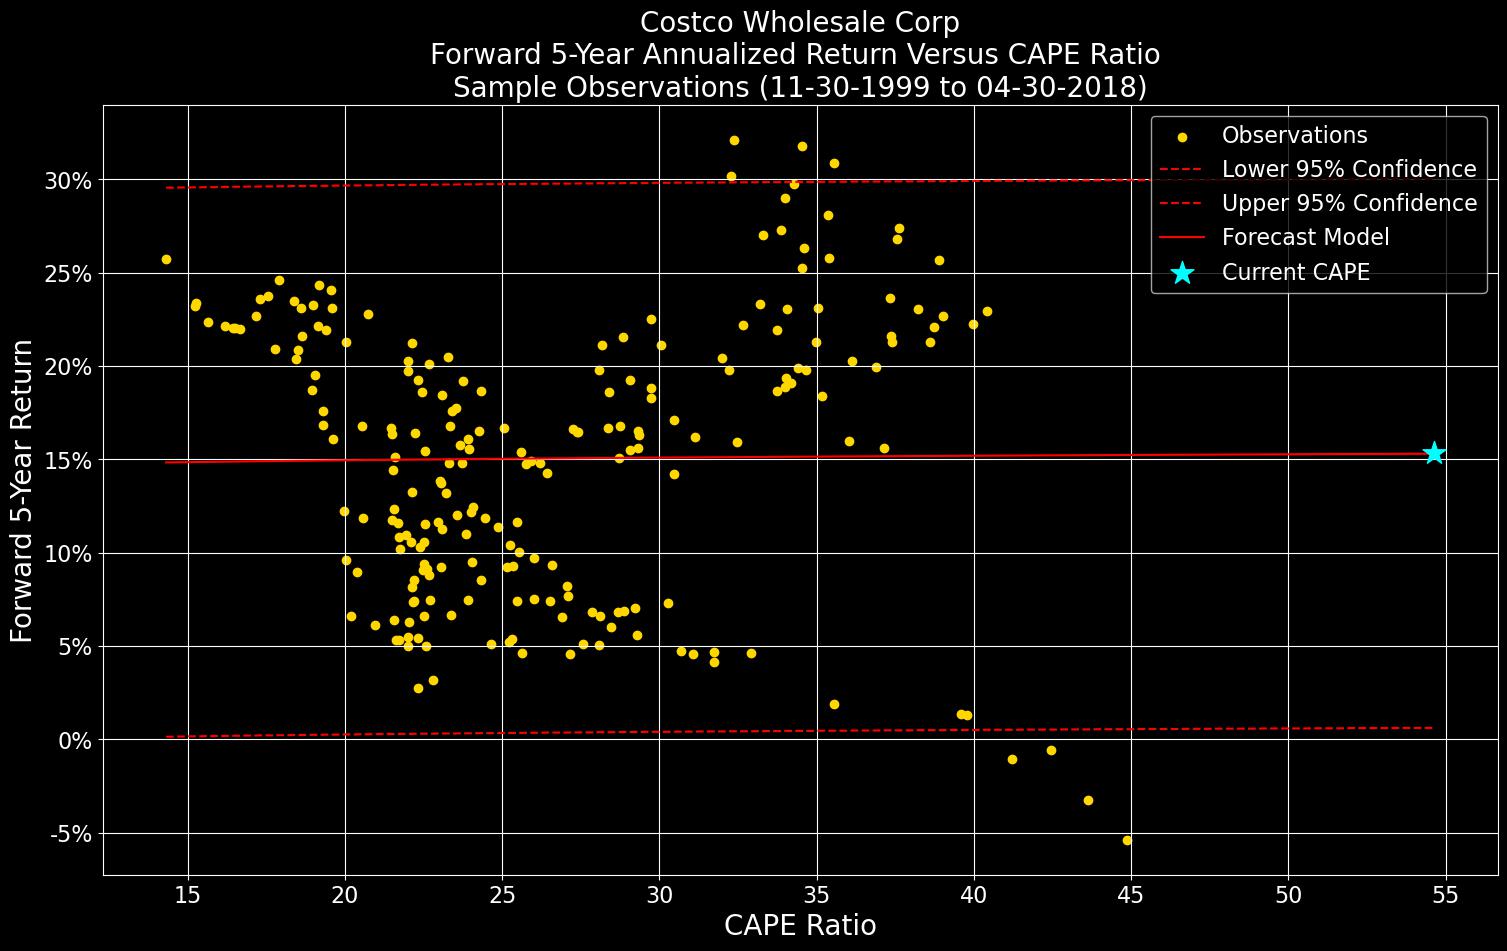 Costco Wholesale Corp
Forward 5-Year Annualized Return Versus CAPE Ratio
Sample Observations (11-30-1999 to 04-30-2018)
Observations
Lower 95% Confidence
Upper 95% Confidence
Forecast Model
Current CAPE
Forward 5-Year Return
30%
25%
20%
15%
10%
5%
0%
-5%
15 20 25 30 35 40 45 50 55
CAPE Ratio